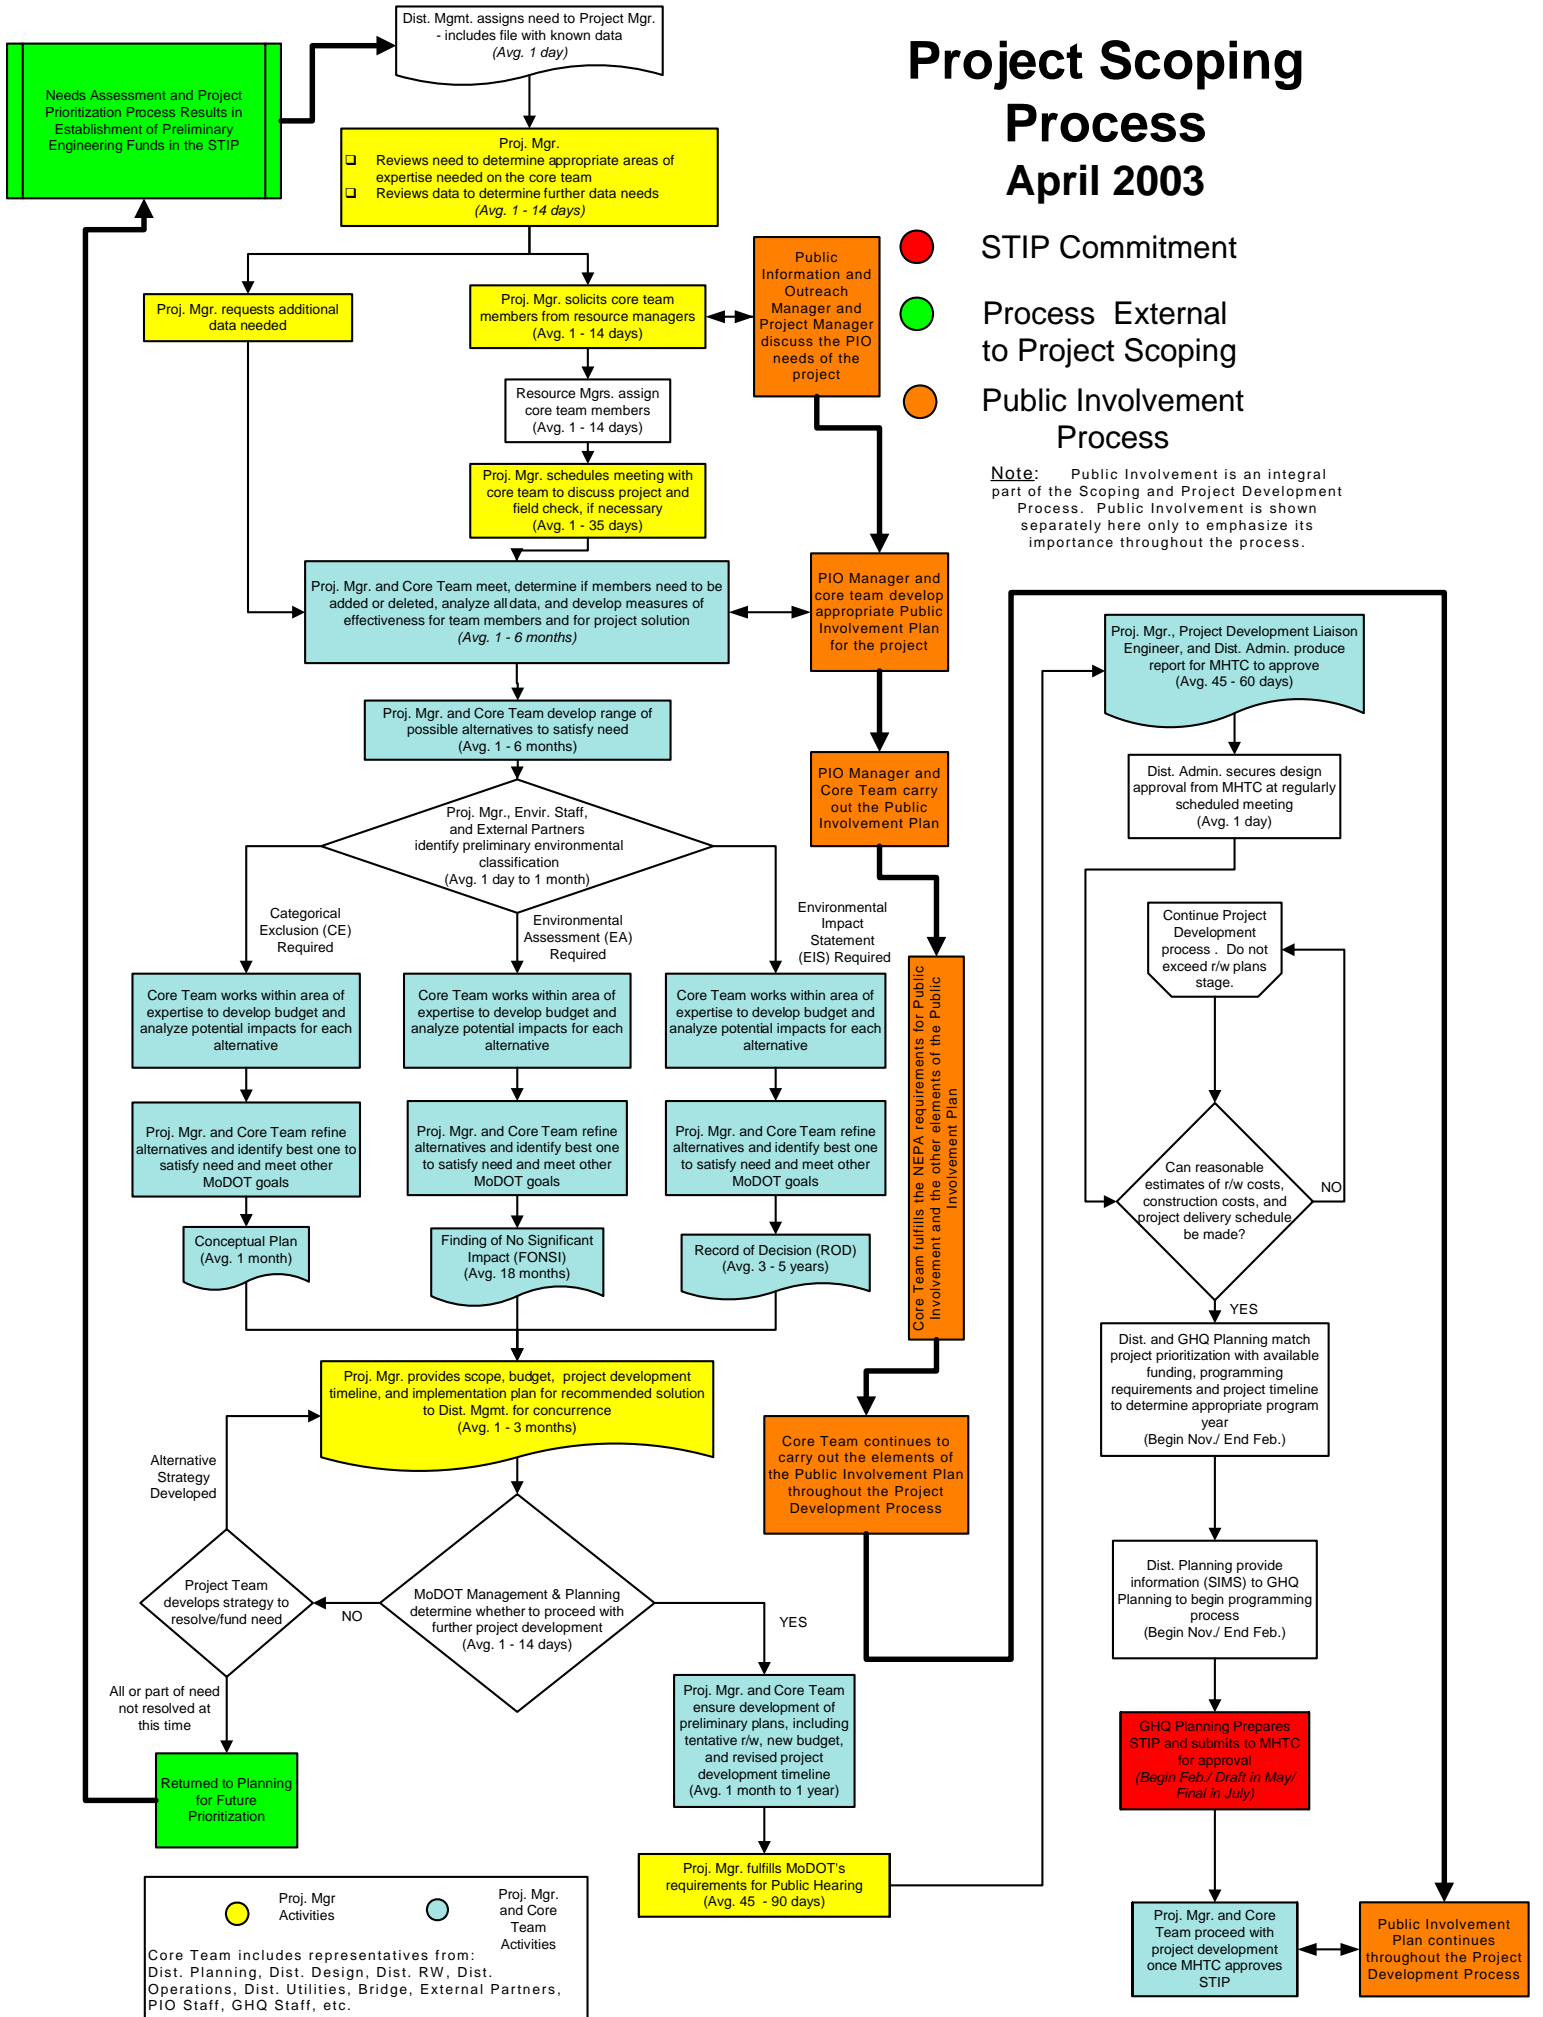 Project Scoping
Process
April 2003
STIP Commitment
Process External
to Project Scoping
Public Involvement
Process
Note: Public Involvement is an integral
part of the Scoping and Project Development
Process. Public Involvement is shown
separately here only to emphasize its
importance throughout the process.
Needs Assessment and Project
Prioritization Process Results in
Establishment of Preliminary
Engineering Funds in the STIP
Dist. Mgmt. assigns need to Project Mgr.
- includes file with known data
(Avg. 1 day)
Proj. Mgr.
Reviews need to determine appropriate areas of
expertise needed on the core team
Reviews data to determine further data needs
(Avg. 1 - 14 days)
Proj. Mgr. requests additional
data needed
Proj. Mgr. solicits core team
members from resource managers
(Avg. 1 - 14 days)
Public
Information and
Outreach
Manager and
Project Manager
discuss the PIO
needs of the
project
Resource Mgrs. assign
core team members
(Avg. 1 - 14 days)
Proj. Mgr. schedules meeting with
core team to discuss project and
field check, if necessary
(Avg. 1 - 35 days)
Proj. Mgr. and Core Team meet, determine if members need to be
added or deleted, analyze all data, and develop measures of
effectiveness for team members and for project solution
(Avg. 1 - 6 months)
PIO Manager and
core team develop
appropriate Public
Involvement Plan
for the project
Proj. Mgr. and Core Team develop range of
possible alternatives to satisfy need
(Avg. 1 - 6 months)
PIO Manager and
Core Team carry
out the Public
Involvement Plan
Proj. Mgr., Envir. Staff,
and External Partners
identify preliminary environmental
classification
(Avg. 1 day to 1 month)
Categorical
Exclusion (CE)
Required
Environmental
Assessment (EA)
Required
Environmental
Impact
Statement
(EIS) Required
Core Team works within area of
expertise to develop budget and
analyze potential impacts for each
alternative
Core Team works within area of
expertise to develop budget and
analyze potential impacts for each
alternative
Core Team works within area of
expertise to develop budget and
analyze potential impacts for each
alternative
Core Team fulfills the NEPA requirements for Public
Involvement and the other elements of the Public
Involvement Plan
Proj. Mgr. and Core Team refine
alternatives and identify best one to
satisfy need and meet other
MoDOT goals
Proj. Mgr. and Core Team refine
alternatives and identify best one
to satisfy need and meet other
MoDOT goals
Proj. Mgr. and Core Team refine
alternatives and identify best one
to satisfy need and meet other
MoDOT goals
Conceptual Plan
(Avg. 1 month)
Finding of No Significant
Impact (FONSI)
(Avg. 18 months)
Record of Decision (ROD)
(Avg. 3 - 5 years)
Proj. Mgr. provides scope, budget, project development
timeline, and implementation plan for recommended solution
to Dist. Mgmt. for concurrence
(Avg. 1 - 3 months)
Core Team continues to
carry out the elements of
the Public Involvement Plan
throughout the Project
Development Process
Alternative
Strategy
Developed
Project Team
develops strategy to
resolve/fund need
NO
MoDOT Management & Planning
determine whether to proceed with
further project development
(Avg. 1 - 14 days)
YES
All or part of need
not resolved at
this time
Returned to Planning
for Future
Prioritization
Proj. Mgr. and Core Team
ensure development of
preliminary plans, including
tentative r/w, new budget,
and revised project
development timeline
(Avg. 1 month to 1 year)
Proj. Mgr. fulfills MoDOT's
requirements for Public Hearing
(Avg. 45 - 90 days)
Proj. Mgr., Project Development Liaison
Engineer, and Dist. Admin. produce
report for MHTC to approve
(Avg. 45 - 60 days)
Dist. Admin. secures design
approval from MHTC at regularly
scheduled meeting
(Avg. 1 day)
Continue Project
Development
process . Do not
exceed r/w plans
stage.
Can reasonable
estimates of r/w costs,
construction costs, and
project delivery schedule
be made?
NO
YES
Dist. and GHQ Planning match
project prioritization with available
funding, programming
requirements and project timeline
to determine appropriate program
year
(Begin Nov./ End Feb.)
Dist. Planning provide
information (SIMS) to GHQ
Planning to begin programming
process
(Begin Nov./ End Feb.)
GHQ Planning Prepares
STIP and submits to MHTC
for approval
(Begin Feb./ Draft in May/
Final in July)
Proj. Mgr. and Core
Team proceed with
project development
once MHTC approves
STIP
Public Involvement
Plan continues
throughout the Project
Development Process
Proj. Mgr
Activities
Proj. Mgr.
and Core
Team
Activities
Core Team includes representatives from:
Dist. Planning, Dist. Design, Dist. RW, Dist.
Operations, Dist. Utilities, Bridge, External Partners,
PIO Staff, GHQ Staff, etc.